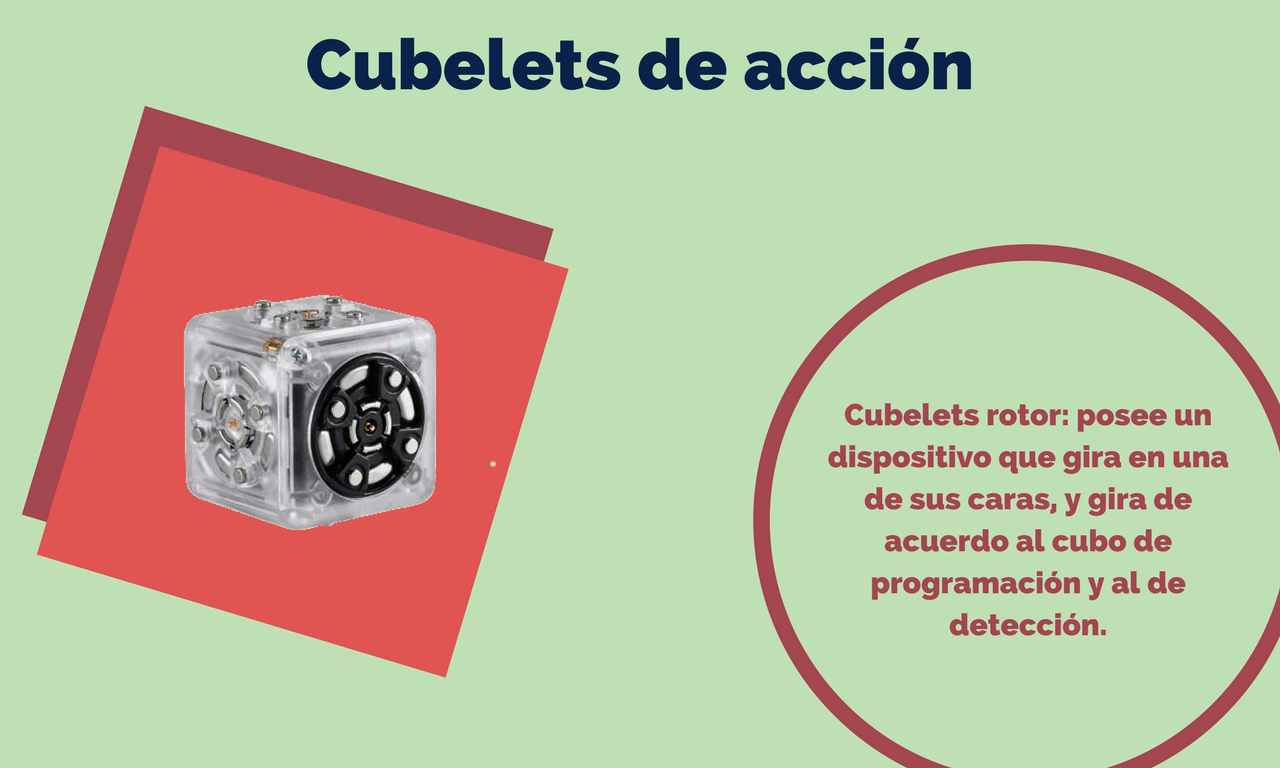 Cubelets de acción
Cubelets rotor: posee un
dispositivo que gira en una
de sus caras, y gira de
acuerdo al cubo de
programación y al de
detección.